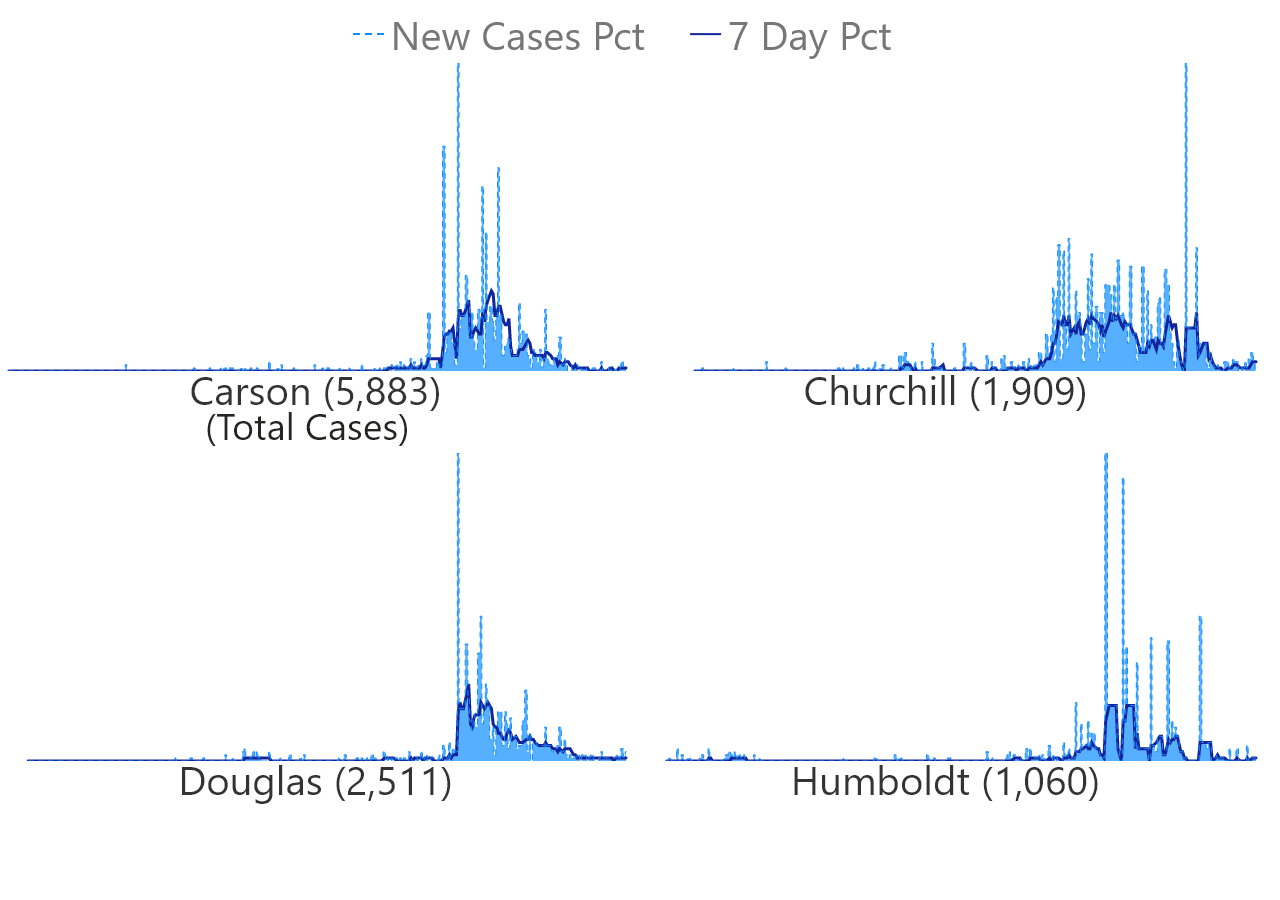 New Cases Pct 7 Day Pct
Carson (5,883)
(Total Cases)
Churchill (1,909)
Douglas (2,511)
Humboldt (1,060)